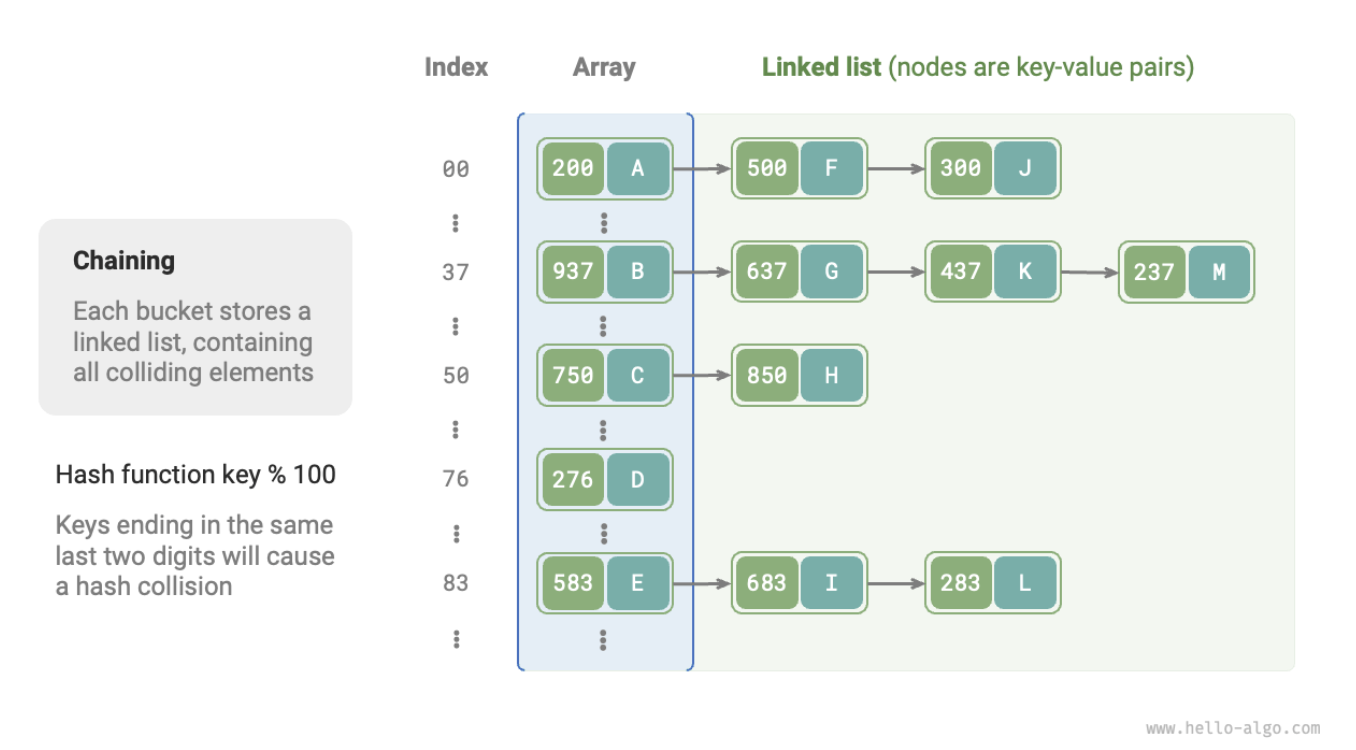 Index Array Linked list (nodes are key-value pairs)
00 200 A 500 F 300 J
37 937 B 637 G 437 K 237 M
50 750 C 850 H
76 276 D
83 583 E 683 I 283 L
Chaining
Each bucket stores a
linked list, containing
all colliding elements
Hash function key % 100
Keys ending in the same
last two digits will cause
a hash collision
www.hello-algo.com